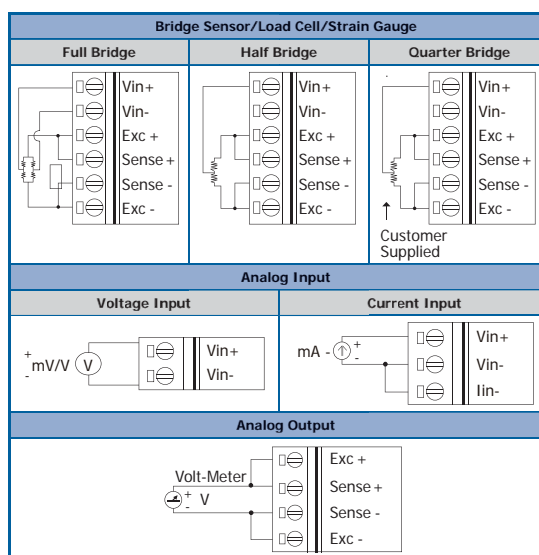 Bridge Sensor/Load Cell/Strain Gauge
Full Bridge
Half Bridge
Quarter Bridge
Vin+
Vin-
Exc +
Sense +
Sense -
Exc -
Vin+
Vin-
Exc +
Sense +
Sense -
Exc -
Vin+
Vin-
Exc +
Sense +
Sense -
Exc -
Customer
Supplied
Analog Input
Voltage Input
Current Input
+
mV/V
-
V
Vin+
Vin-
mA -
+
-
Vin+
Vin-
Iin-
Analog Output
Volt-Meter
+
-
V
Exc +
Sense +
Sense -
Exc -